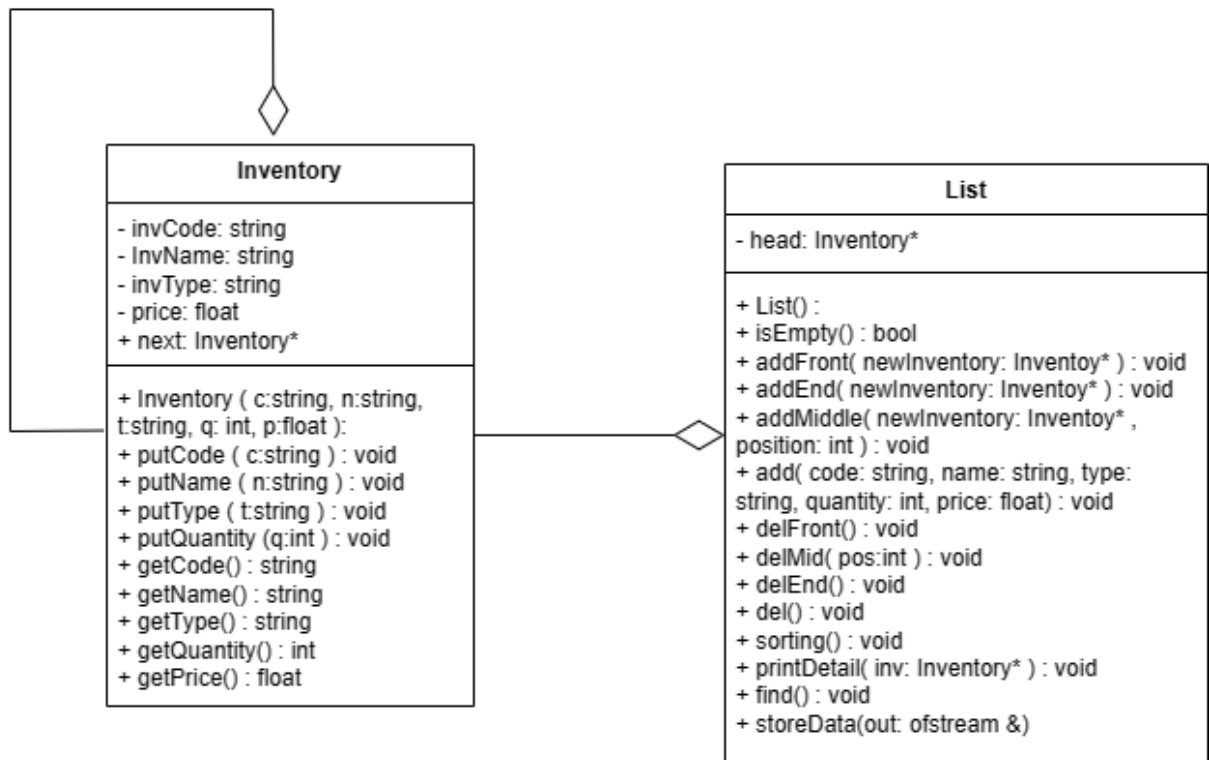 Inventory
- invCode: string
- InvName: string
- invType: string
- price: float
+ next: Inventory*
+ Inventory ( c:string, n:string,
t:string, q: int, p:float ):
+ putCode ( c:string ) : void
+ putName ( n:string ) : void
+ putType ( t:string ) : void
+ putQuantity (q:int ) : void
+ getCode() : string
+ getName() : string
+ getType() : string
+ getQuantity() : int
+ getPrice() : float
List
- head: Inventory*
+ List() :
+ isEmpty() : bool
+ addFront( newInventory: Inventoy* ) : void
+ addEnd( newInventory: Inventoy* ) : void
+ addMiddle( newInventory: Inventoy* ,
position: int ) : void
+ add( code: string, name: string, type:
string, quantity: int, price: float) : void
+ delFront() : void
+ delMid( pos:int ) : void
+ delEnd() : void
+ del() : void
+ sorting() : void
+ printDetail( inv: Inventory* ) : void
+ find() : void
+ storeData(out: ofstream &)